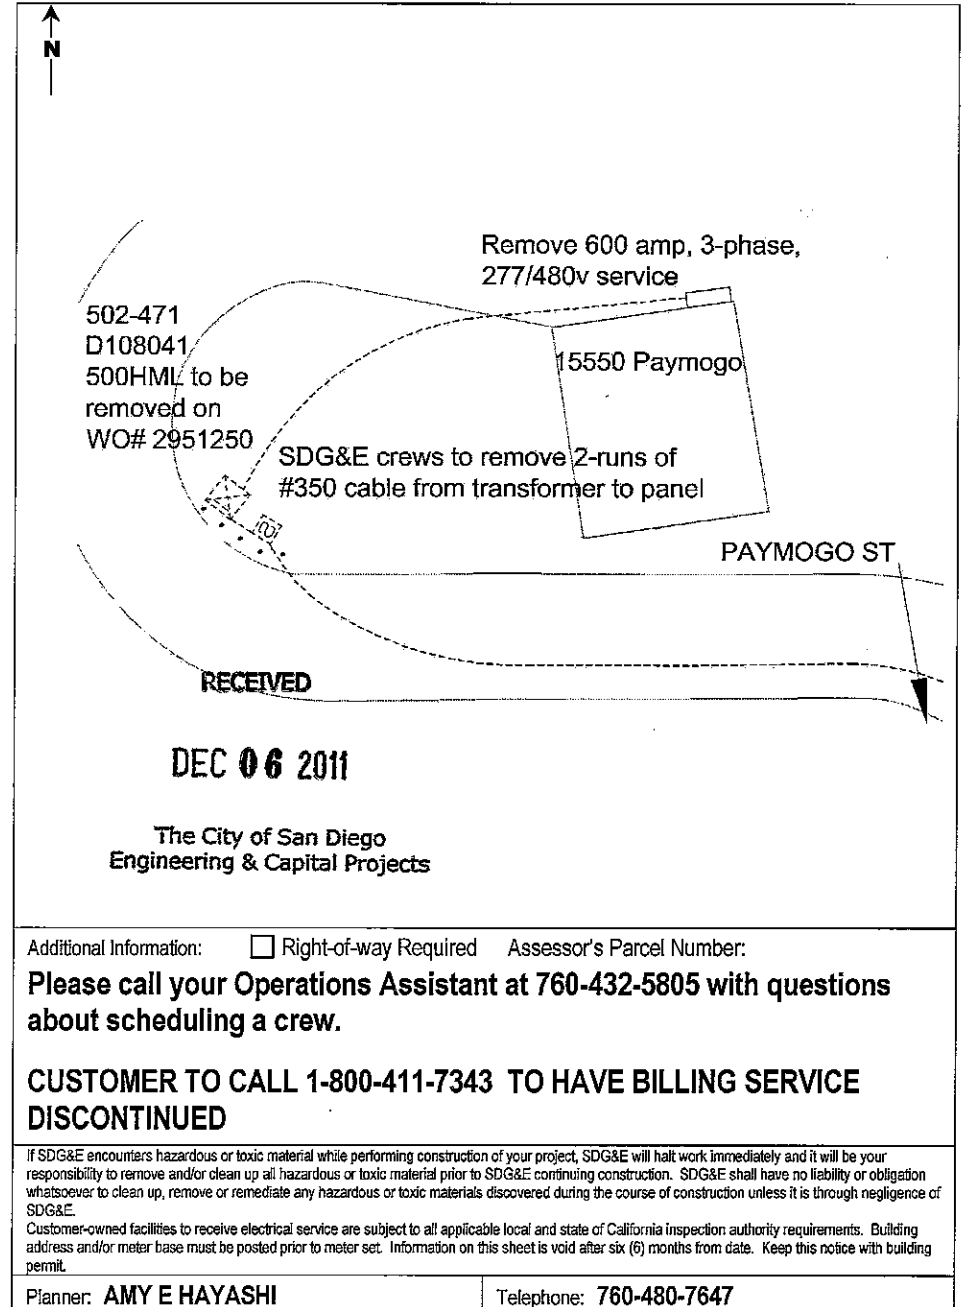 N
Remove 600 amp, 3-phase,
277/480v service
502-471
D108041
500HML to be
removed on
WO# 2951250
15550 Paymogo
SDG&E crews to remove 2-runs of
#350 cable from transformer to panel
PAYMOGO ST
RECEIVED
DEC 06 2011
The City of San Diego
Engineering & Capital Projects
Additional Information: Right-of-way Required Assessor's Parcel Number:
Please call your Operations Assistant at 760-432-5805 with questions
about scheduling a crew.
CUSTOMER TO CALL 1-800-411-7343 TO HAVE BILLING SERVICE
DISCONTINUED
If SDG&E encounters hazardous or toxic material while performing construction of your project, SDG&E will halt work immediately and it will be your
responsibility to remove and/or clean up all hazardous or toxic material prior to SDG&E continuing construction. SDG&E shall have no liability or obligation
whatsoever to clean up, remove or remediate any hazardous or toxic materials discovered during the course of construction unless it is through negligence of
SDG&E.
Customer-owned facilities to receive electrical service are subject to all applicable local and state of California inspection authority requirements. Building
address and/or meter base must be posted prior to meter set. Information on this sheet is void after six (6) months from date. Keep this notice with building
permit.
Planner: AMY E HAYASHI Telephone: 760-480-7647